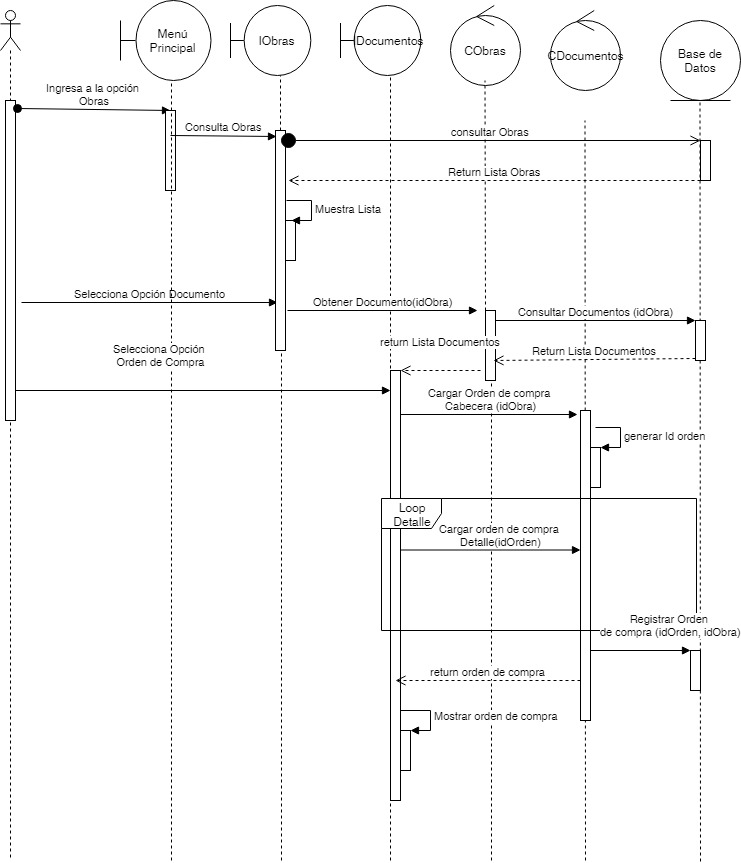 Menú
Principal
IObras
Documentos
CObras
CDocumentos
Base de
Datos
Ingresa a la opción
Obras
Consulta Obras
consultar Obras
Return Lista Obras
Muestra Lista
Selecciona Opción Documento
Obtener Documento(idObra)
Consultar Documentos (idObra)
return Lista Documentos
Return Lista Documentos
Selecciona Opción
Orden de Compra
Cargar Orden de compra
Cabecera (idObra)
generar Id orden
Loop
Detalle
Cargar orden de compra
Detalle(idOrden)
Registrar Orden
de compra (idOrden, idObra)
return orden de compra
Mostrar orden de compra